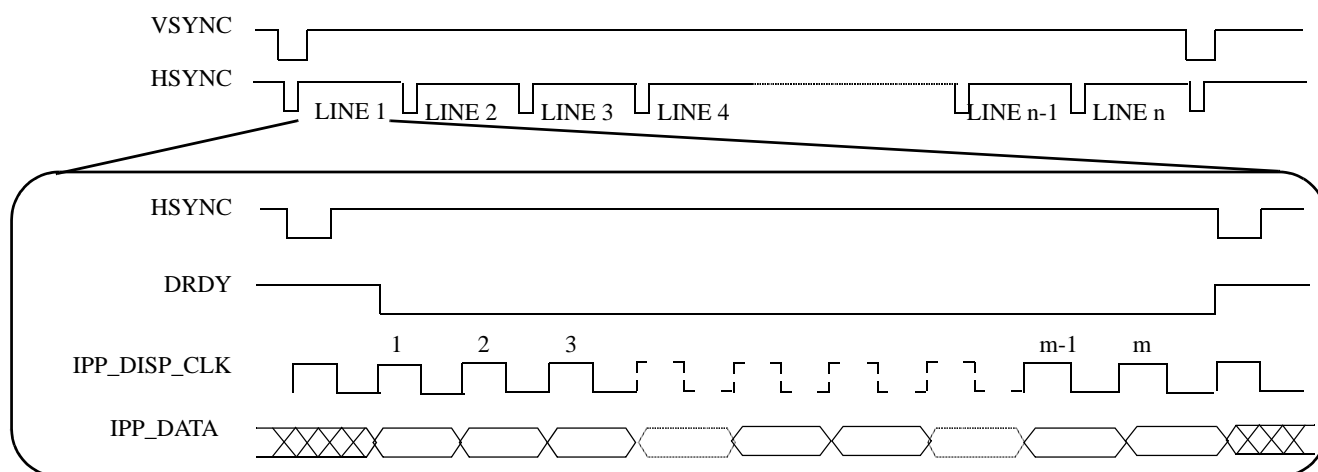 VSYNC
HSYNC
LINE 1 LINE 2 LINE 3 LINE 4 LINE n-1 LINE n
HSYNC
DRDY
1 2 3 m-1 m
IPP_DISP_CLK
IPP_DATA